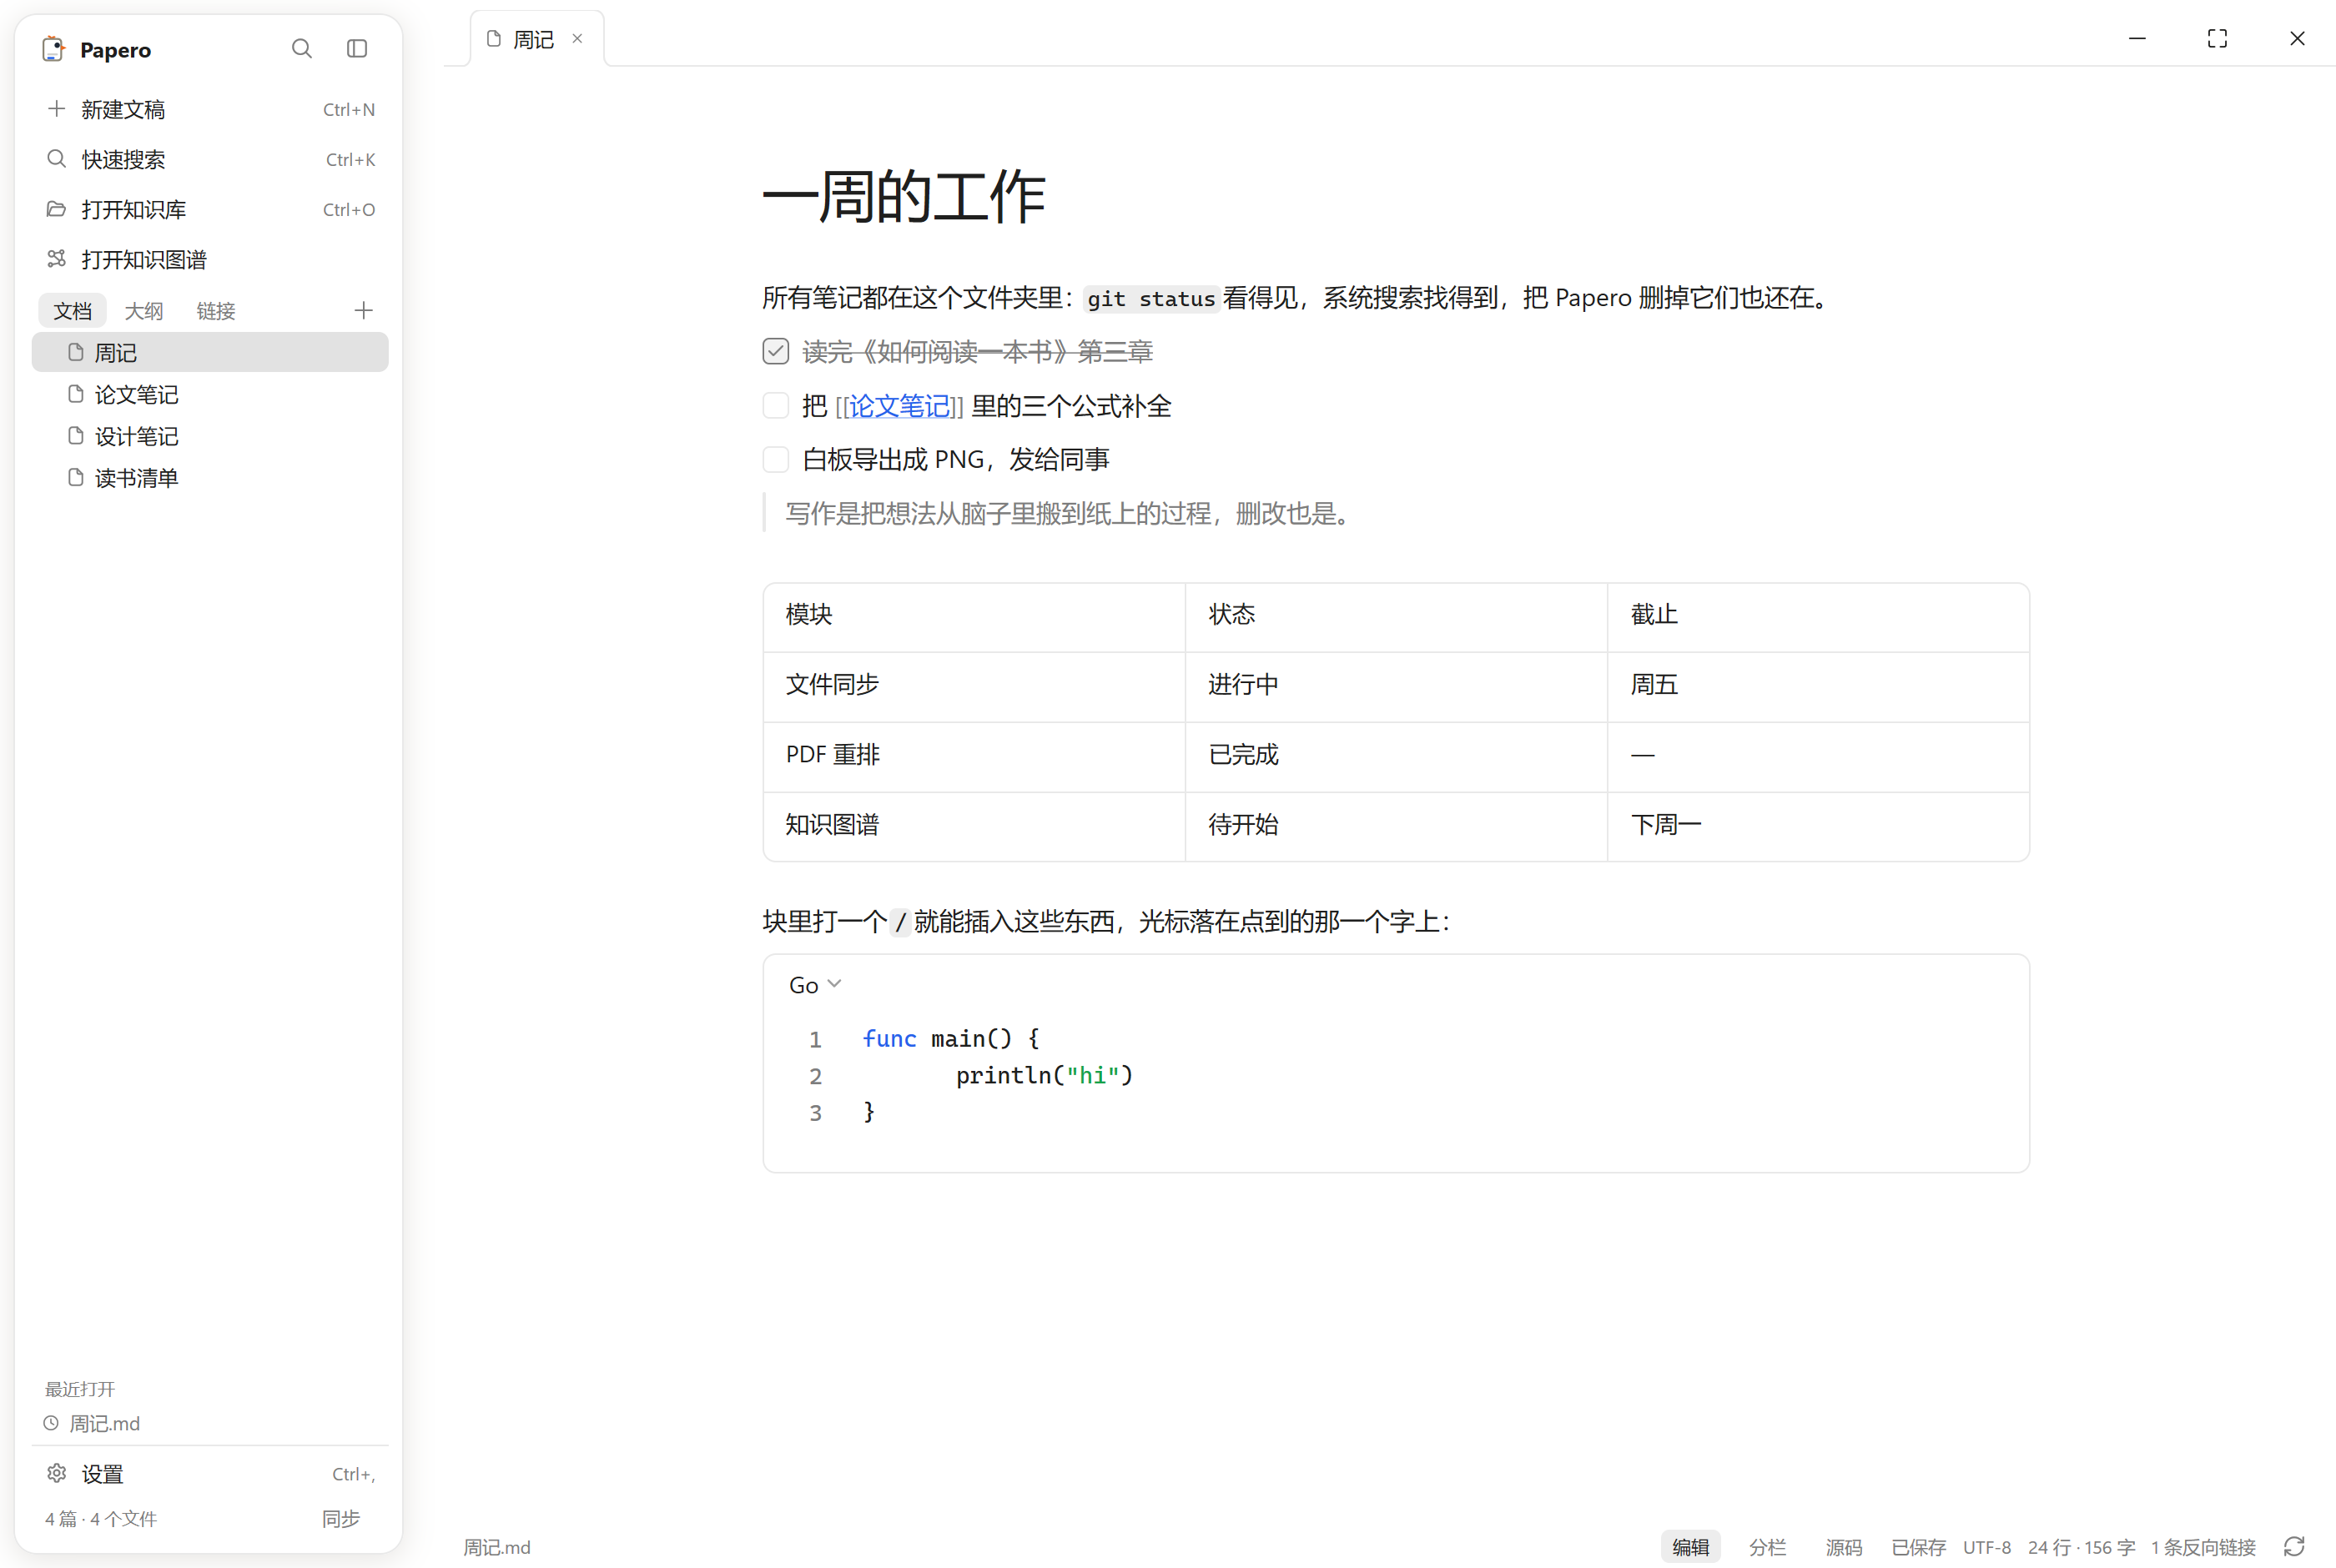 Papero
新建文稿 Ctrl+N
快速搜索 Ctrl+K
打开知识库 Ctrl+O
打开知识图谱
文档 大纲 链接
周记
论文笔记
设计笔记
读书清单
最近打开
周记.md
设置 Ctrl+,
4 篇 · 4 个文件 同步
周记
一周的工作
所有笔记都在这个文件夹里：git status看得见，系统搜索找得到，把 Papero 删掉它们也还在。
读完《如何阅读一本书》第三章
把 [[论文笔记]] 里的三个公式补全
白板导出成 PNG，发给同事
写作是把想法从脑子里搬到纸上的过程，删改也是。
模块 状态 截止
文件同步 进行中 周五
PDF 重排 已完成 —
知识图谱 待开始 下周一
块里打一个/就能插入这些东西，光标落在点到的那一个字上：
Go
1 func main() {
2 println("hi")
3 }
周记.md 编辑 分栏 源码 已保存 UTF-8 24 行 · 156 字 1 条反向链接